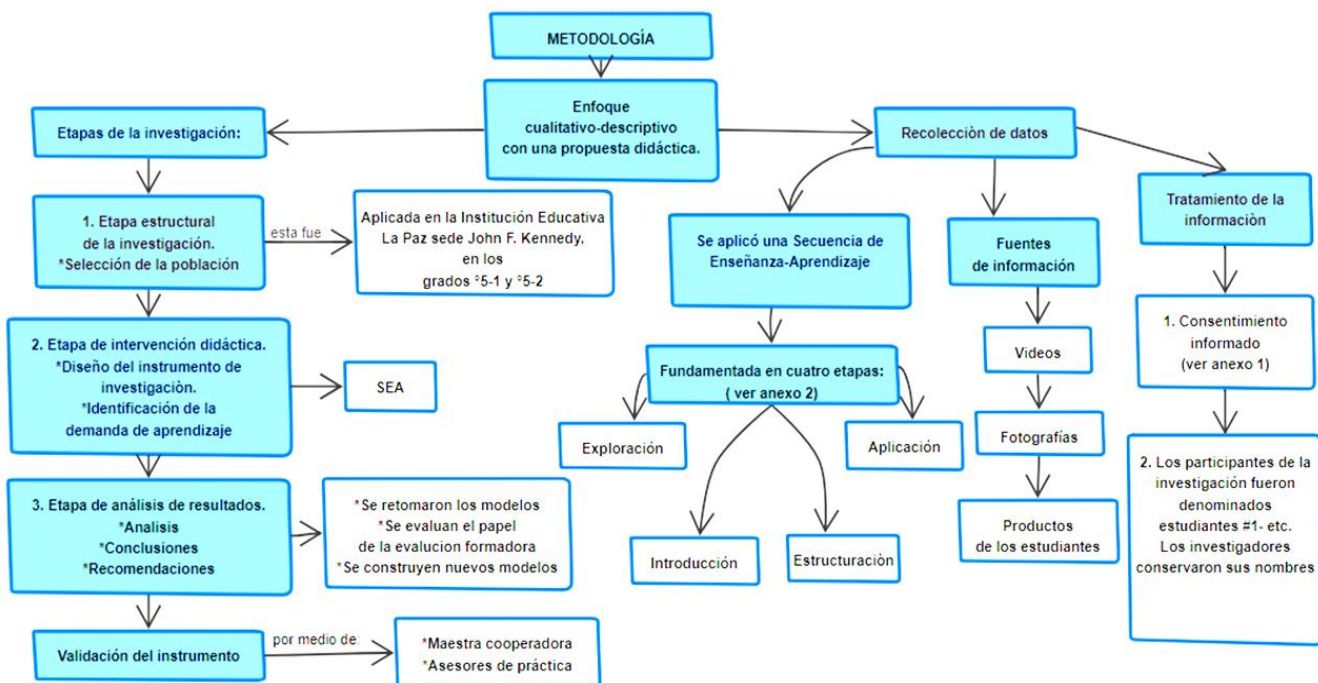 METODOLOGÍA
Enfoque
cualitativo-descriptivo
con una propuesta didáctica.
Etapas de la investigación:
1. Etapa estructural
de la investigación.
*Selección de la población
esta fue
Aplicada en la Institución Educativa
La Paz sede John F. Kennedy,
en los
grados °5-1 y °5-2
2. Etapa de intervención didáctica.
*Diseño del instrumento de
investigaciòn.
*Identificación de la
demanda de aprendizaje
SEA
3. Etapa de análisis de resultados.
*Analisis
*Conclusiones
*Recomendaciones
*Se retomaron los modelos
*Se evaluan el papel
de la evalucion formadora
*Se construyen nuevos modelos
Validación del instrumento
por medio de:
*Maestra cooperadora
*Asesores de práctica
Recolecciòn de datos
Se aplicó una Secuencia de
Enseñanza-Aprendizaje
Fundamentada en cuatro etapas:
( ver anexo 2)
Exploración
Introducción
Estructuraciòn
Aplicación
Fuentes
de información
Videos
Fotografías
Productos
de los estudiantes
Tratamiento de la
informaciòn
1. Consentimiento
informado
(ver anexo 1)
2. Los participantes de la
investigación fueron
denominados
estudiantes #1- etc.
Los investigadores
conservaron sus nombres